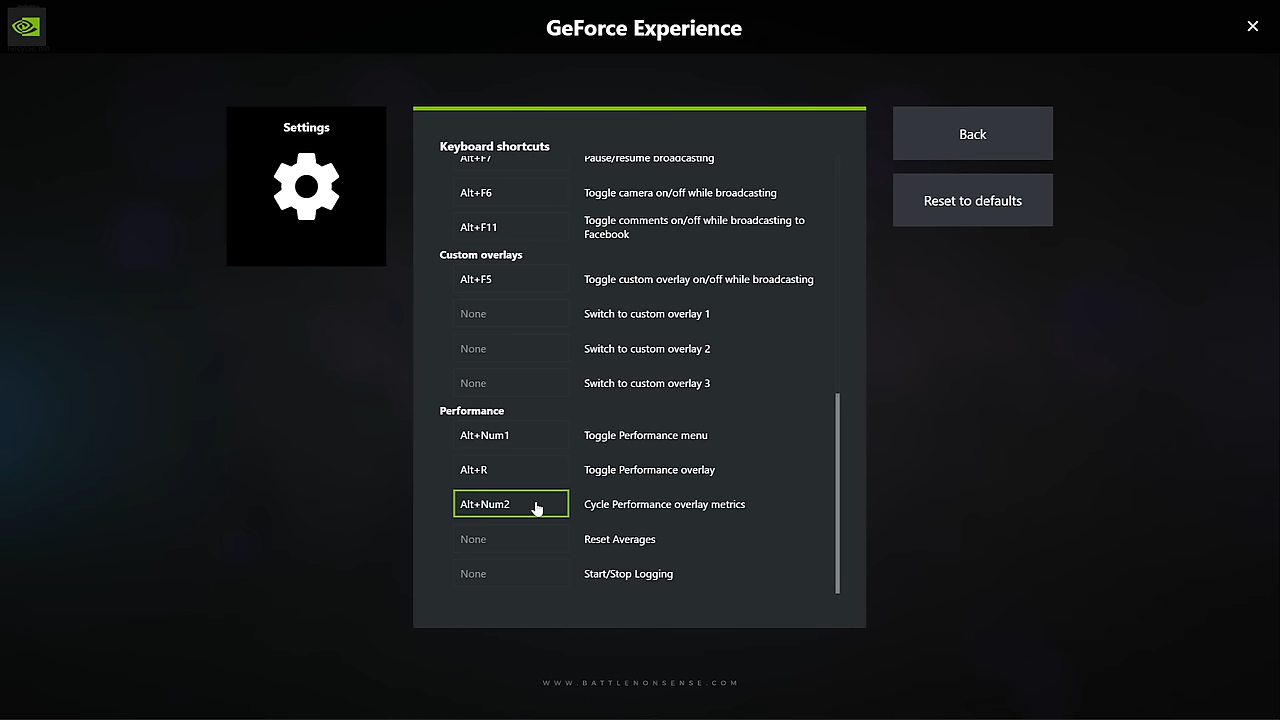 GeForce Experience
Settings
Keyboard shortcuts
Alt+F7 Pause/resume broadcasting
Alt+F6 Toggle camera on/off while broadcasting
Alt+F11 Toggle comments on/off while broadcasting to
Facebook
Custom overlays
Alt+F5 Toggle custom overlay on/off while broadcasting
None Switch to custom overlay 1
None Switch to custom overlay 2
None Switch to custom overlay 3
Performance
Alt+Num1 Toggle Performance menu
Alt+R Toggle Performance overlay
Alt+Num2 Cycle Performance overlay metrics
None Reset Averages
None Start/Stop Logging
Back
Reset to defaults
WWW.BATTLENONSENSE.COM